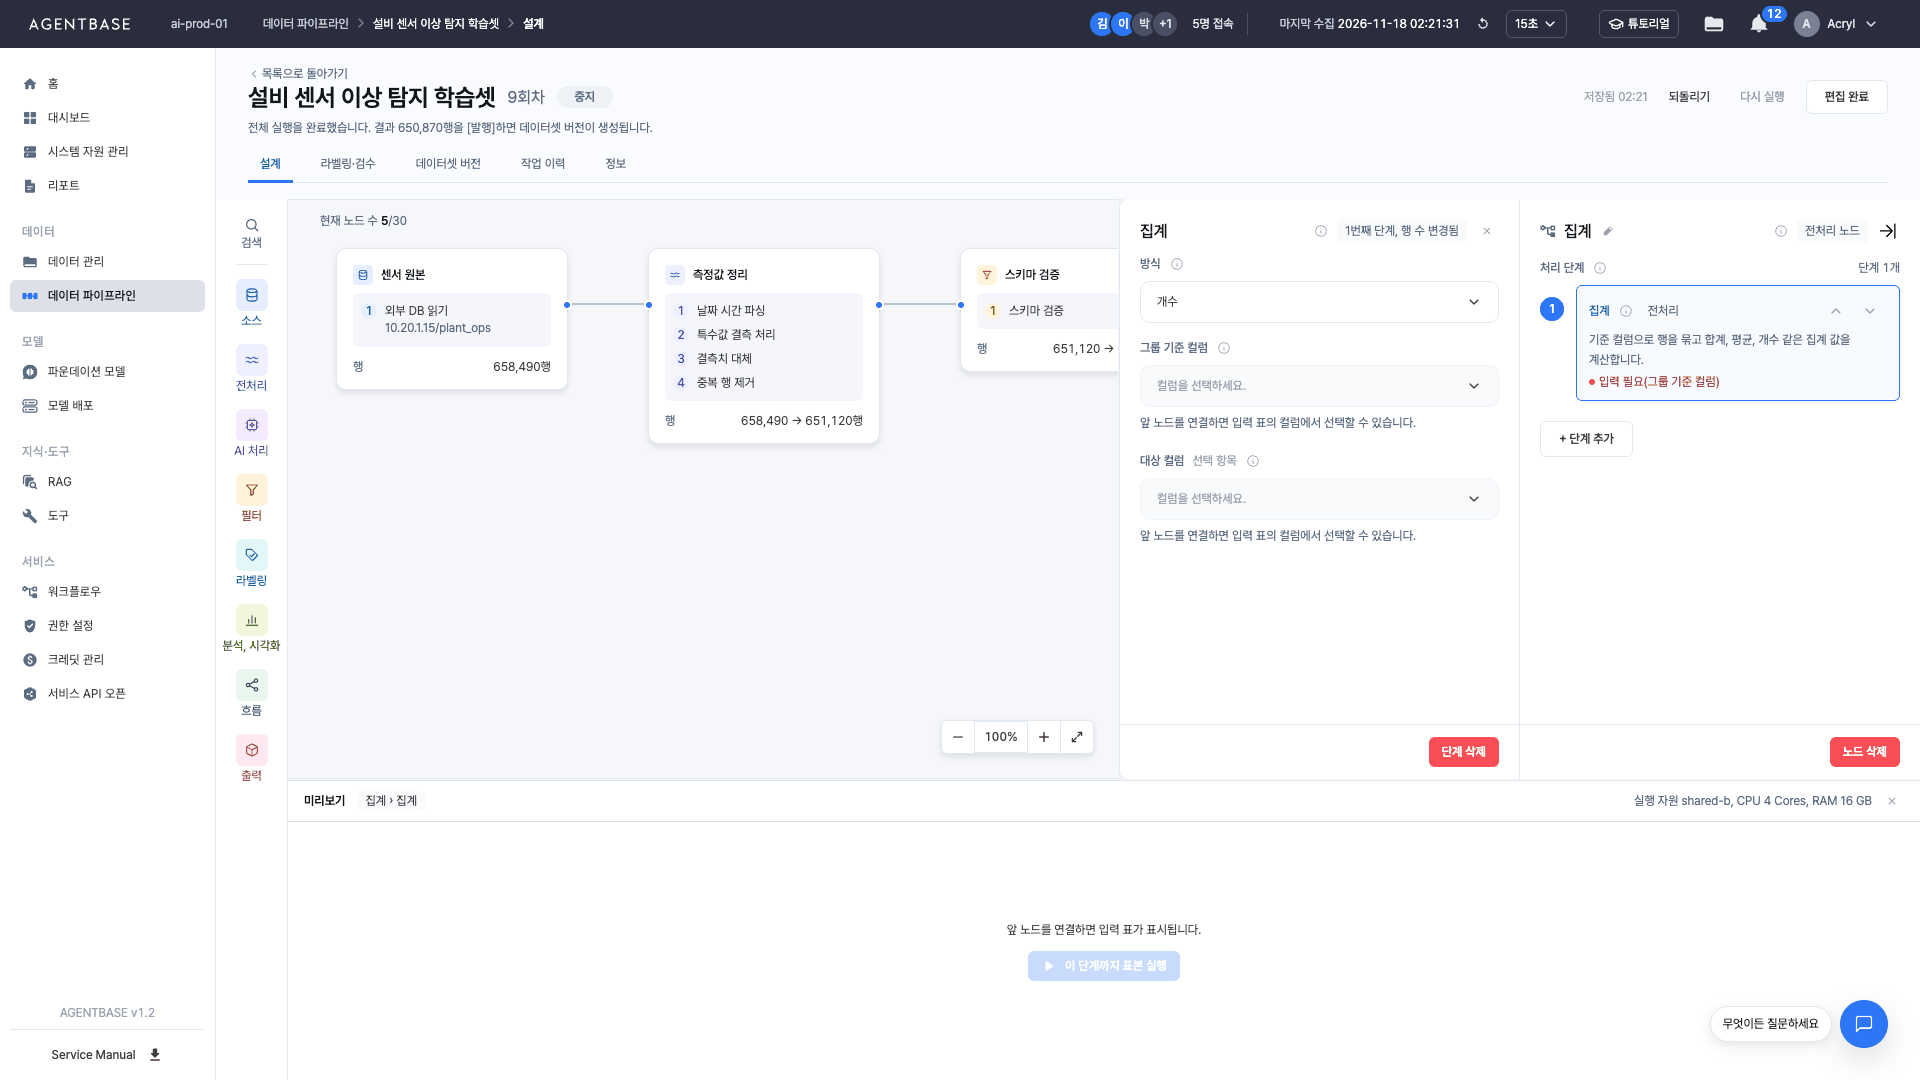 AGENTBASE
ai-prod-01
데이터 파이프라인 > 설비 센서 이상 탐지 학습셋 > 설계
김 이 박 +1 5명 접속
마지막 수집 2026-11-18 02:21:31
15초
튜토리얼
12
A Acryl
홈
대시보드
시스템 자원 관리
리포트
데이터
데이터 관리
데이터 파이프라인
모델
파운데이션 모델
모델 배포
지식·도구
RAG
도구
서비스
워크플로우
권한 설정
크레딧 관리
서비스 API 오픈
AGENTBASE v1.2
Service Manual
목록으로 돌아가기
설비 센서 이상 탐지 학습셋 9회차 중지
전체 실행을 완료했습니다. 결과 650,870행을 [발행]하면 데이터셋 버전이 생성됩니다.
저장됨 02:21 되돌리기 다시 실행 편집 완료
설계 라벨링·검수 데이터셋 버전 작업 이력 정보
검색
소스
전처리
AI 처리
필터
라벨링
분석, 시각화
흐름
출력
현재 노드 수 5/30
센서 원본
1 외부 DB 읽기
10.20.1.15/plant_ops
행 658,490행
측정값 정리
1 날짜 시간 파싱
2 특수값 결측 처리
3 결측치 대체
4 중복 행 제거
행 658,490 → 651,120행
스키마 검증
1 스키마 검증
행 651,120 →
100%
집계
1번째 단계, 행 수 변경됨
방식
개수
그룹 기준 컬럼
컬럼을 선택하세요.
앞 노드를 연결하면 입력 표의 컬럼에서 선택할 수 있습니다.
대상 컬럼 선택 항목
컬럼을 선택하세요.
앞 노드를 연결하면 입력 표의 컬럼에서 선택할 수 있습니다.
단계 삭제
집계
전처리 노드
처리 단계
단계 1개
1 집계 전처리
기준 컬럼으로 행을 묶고 합계, 평균, 개수 같은 집계 값을
계산합니다.
입력 필요(그룹 기준 컬럼)
+ 단계 추가
노드 삭제
미리보기 집계 › 집계
실행 자원 shared-b, CPU 4 Cores, RAM 16 GB
앞 노드를 연결하면 입력 표가 표시됩니다.
이 단계까지 표본 실행
무엇이든 질문하세요